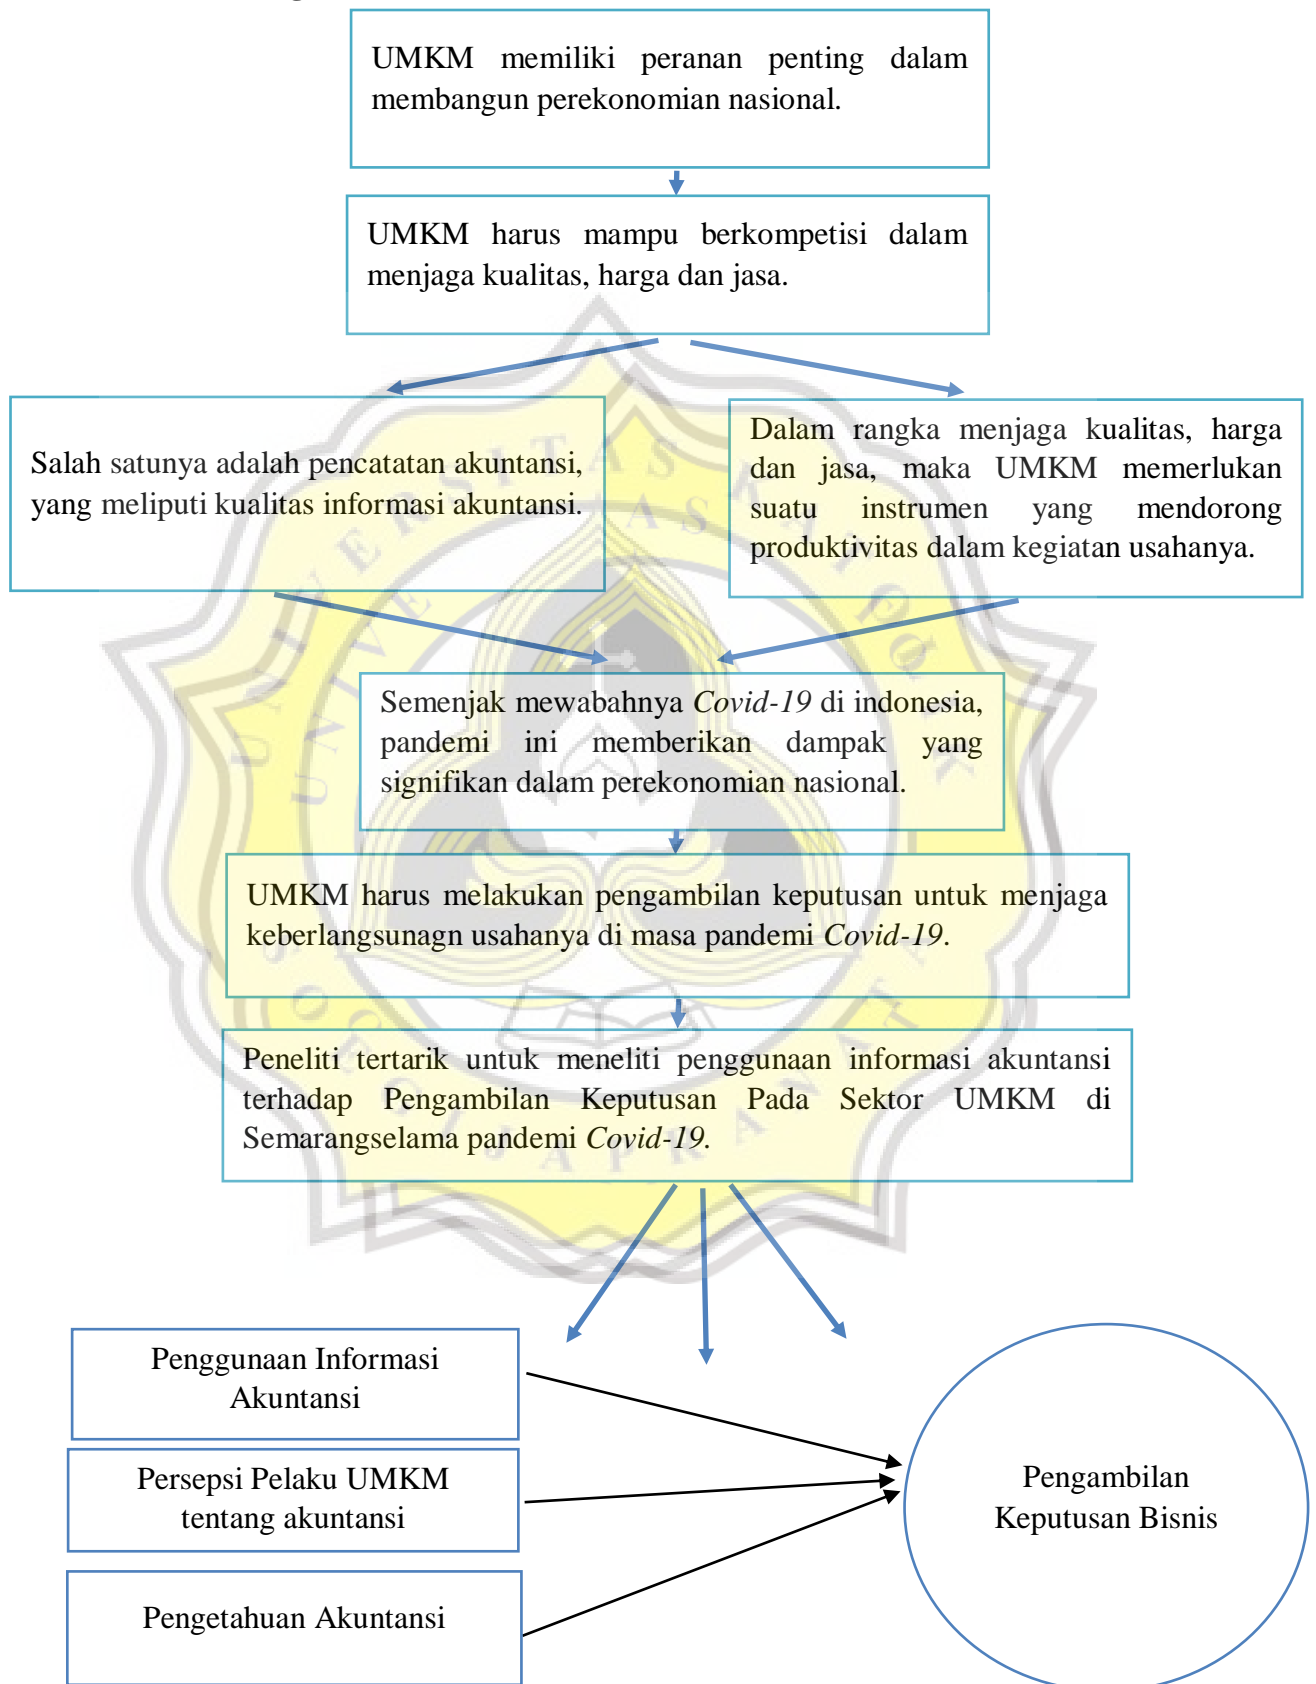 UMKM memiliki peranan penting dalam
membangun perekonomian nasional.
UMKM harus mampu berkompetisi dalam
menjaga kualitas, harga dan jasa.
Salah satunya adalah pencatatan akuntansi,
yang meliputi kualitas informasi akuntansi.
Dalam rangka menjaga kualitas, harga
dan jasa, maka UMKM memerlukan
suatu instrumen yang mendorong
produktivitas dalam kegiatan usahanya.
Semenjak mewabahnya Covid-19 di indonesia,
pandemi ini memberikan dampak yang
signifikan dalam perekonomian nasional.
UMKM harus melakukan pengambilan keputusan untuk menjaga
keberlangsunagn usahanya di masa pandemi Covid-19.
Peneliti tertarik untuk meneliti penggunaan informasi akuntansi
terhadap Pengambilan Keputusan Pada Sektor UMKM di
Semarangselama pandemi Covid-19.
Penggunaan Informasi
Akuntansi
Persepsi Pelaku UMKM
tentang akuntansi
Pengetahuan Akuntansi
Pengambilan
Keputusan Bisnis
UNIVERSITAS KATOLIK
SOEGIJAPRANATA